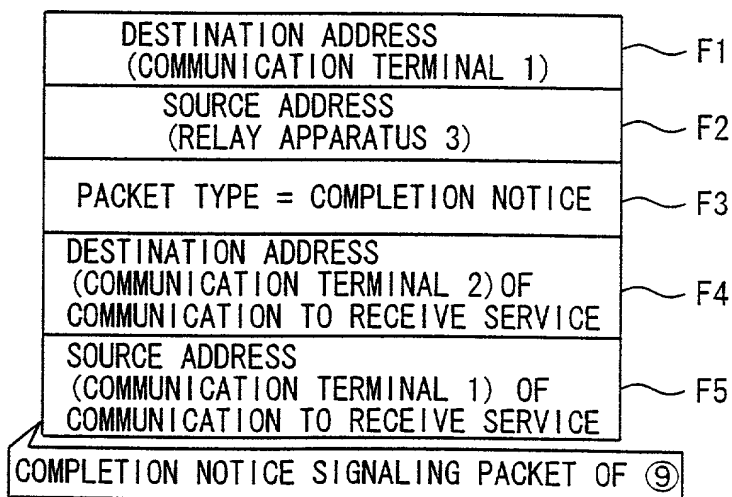 DESTINATION ADDRESS
(COMMUNICATION TERMINAL 1)
F1
SOURCE ADDRESS
(RELAY APPARATUS 3)
F2
PACKET TYPE = COMPLETION NOTICE
F3
DESTINATION ADDRESS
(COMMUNICATION TERMINAL 2) OF
COMMUNICATION TO RECEIVE SERVICE
F4
SOURCE ADDRESS
(COMMUNICATION TERMINAL 1) OF
COMMUNICATION TO RECEIVE SERVICE
F5
COMPLETION NOTICE SIGNALING PACKET OF ⑨